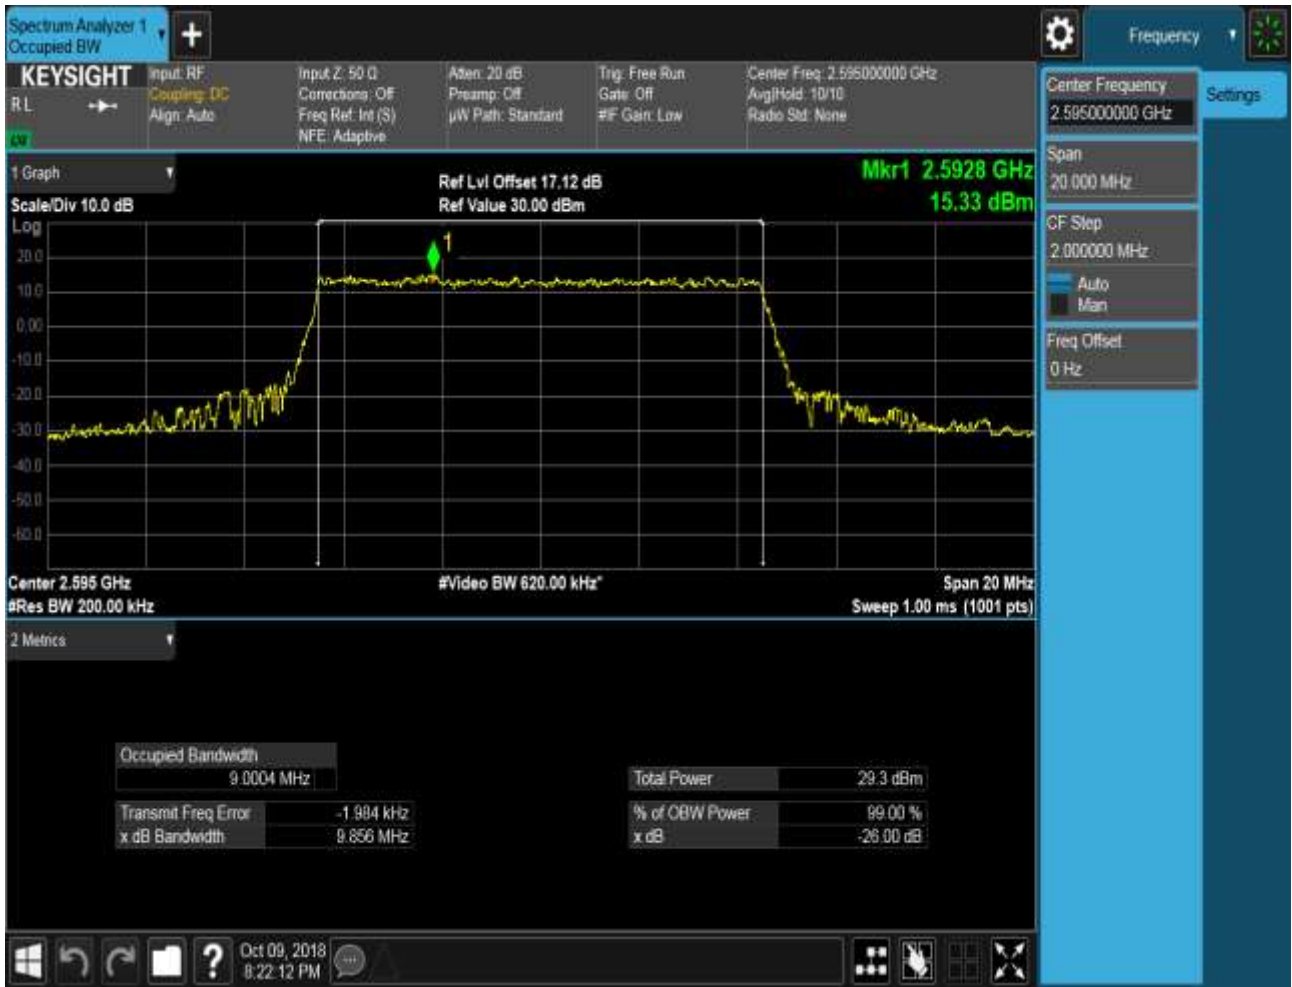 Spectrum Analyzer 1
Occupied BW
Frequency
KEYSIGHT
R L
Input: RF
Coupling: DC
Align: Auto
Input Z: 50 Ω
Corrections: Off
Freq Ref: Int (S)
NFE: Adaptive
Atten: 20 dB
Preamp: Off
µW Path: Standard
Trig: Free Run
Gate: Off
#IF Gain: Low
Center Freq: 2.595000000 GHz
Avg|Hold: 10/10
Radio Std: None
Center Frequency
2.595000000 GHz
Settings
Span
20.000 MHz
CF Step
2.000000 MHz
Auto
Man
Freq Offset
0 Hz
1 Graph
Scale/Div 10.0 dB
Ref Lvl Offset 17.12 dB
Ref Value 30.00 dBm
Mkr1 2.5928 GHz
15.33 dBm
Log
20.0
10.0
0.00
-10.0
-20.0
-30.0
-40.0
-50.0
-60.0
1
Center 2.595 GHz
#Res BW 200.00 kHz
#Video BW 620.00 kHz*
Span 20 MHz
Sweep 1.00 ms (1001 pts)
2 Metrics
Occupied Bandwidth
9.0004 MHz
Transmit Freq Error -1.984 kHz
x dB Bandwidth 9.856 MHz
Total Power 29.3 dBm
% of OBW Power 99.00 %
x dB -26.00 dB
Oct 09, 2018
8:22:12 PM